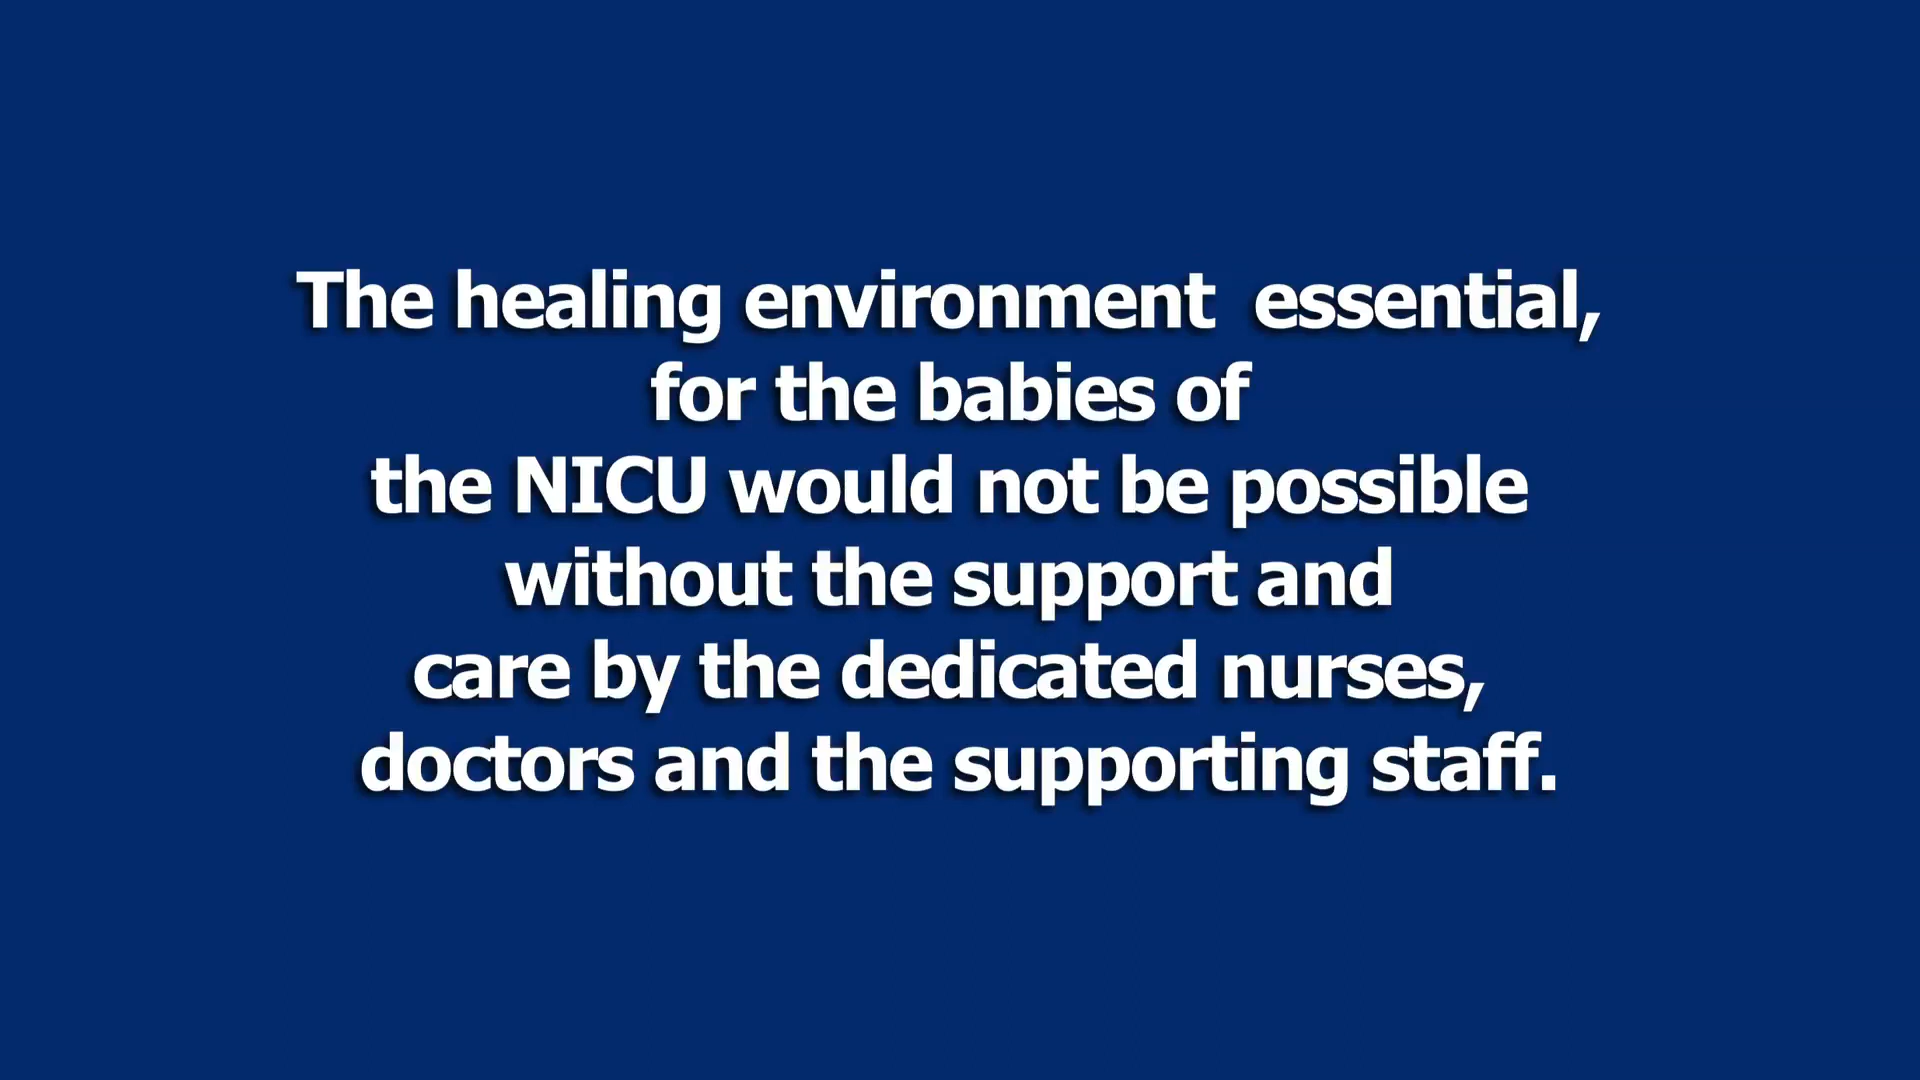 The healing environment  essential,
for the babies of
the NICU would not be possible
without the support and
care by the dedicated nurses,
doctors and the supporting staff.